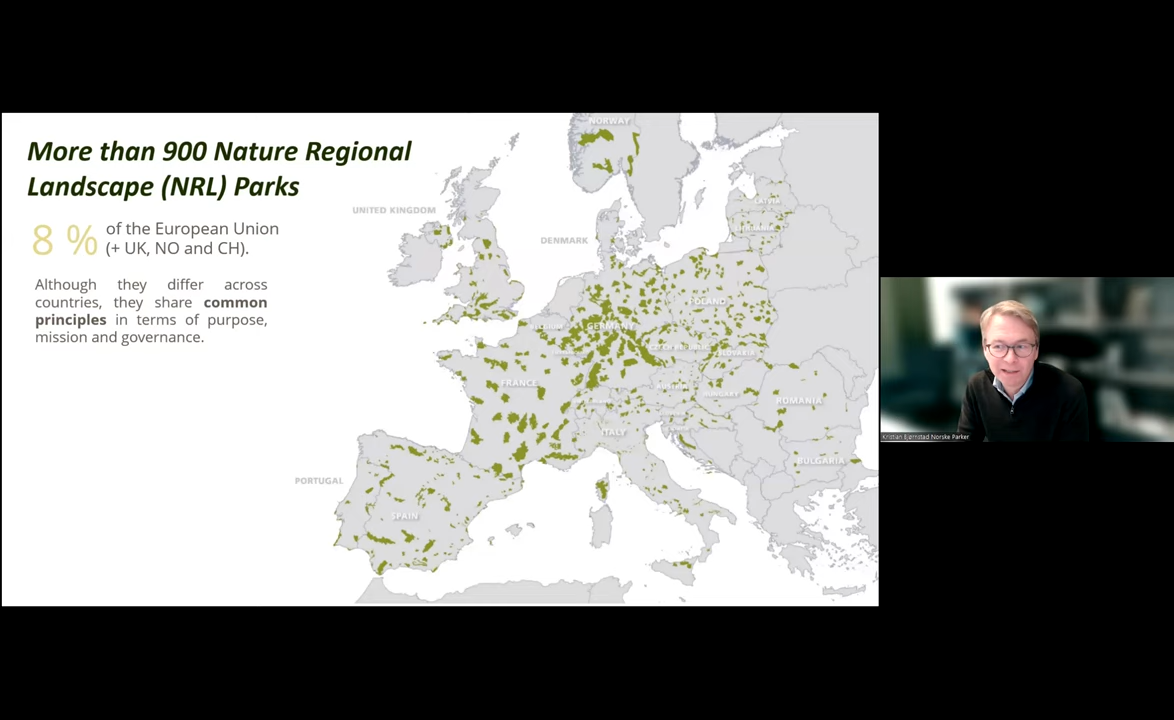 More than 900 Nature Regional
Landscape (NRL) Parks
8 %
of the European Union
(+ UK, NO and CH).
Although they differ across
countries, they share common
principles in terms of purpose,
mission and governance.
NORWAY
LATVIA
UNITED KINGDOM
DENMARK
POLAND
GERMANY
CZECH REPUBLIC
SLOVAKIA
FRANCE
HUNGARY
ROMANIA
ITALY
BULGARIA
PORTUGAL
SPAIN
Kristian Bjørnstad Norske Parker